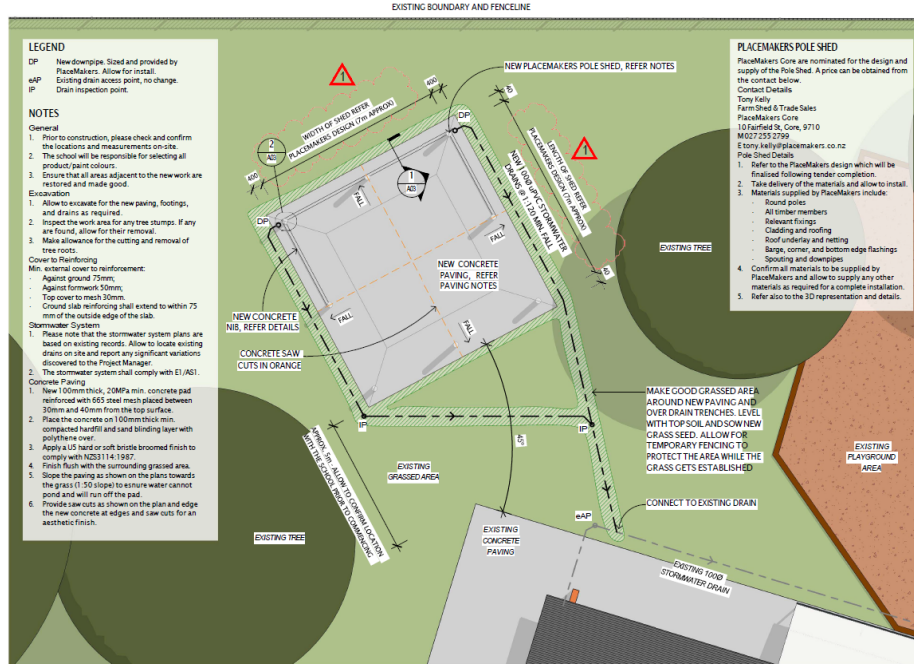 EXISTING BOUNDARY AND FENCELINE
LEGEND
DP New downpipe. Sized and provided by
PlaceMakers. Allow for install.
eAP Existing drain access point, no change.
IP Drain inspection point.
NOTES
General
1. Prior to construction, please check and confirm
the locations and measurements on-site.
2. The school will be responsible for selecting all
product/paint colours.
3. Ensure that all areas adjacent to the new work are
restored and made good.
Excavation
1. Allow to excavate for the new paving, footings,
and drains as required.
2. Inspect the work area for any tree stumps. If any
are found, allow for their removal.
3. Make allowance for the cutting and removal of
tree roots.
Cover to Reinforcing
Min. external cover to reinforcement:
- Against ground 75mm;
- Against formwork 50mm;
- Top cover to mesh 30mm.
- Ground slab reinforcing shall extend to within 75
mm of the outside edge of the slab.
Stormwater System
1. Please note that the stormwater system plans are
based on existing records. Allow to locate existing
drains on site and report any significant variations
discovered to the Project Manager.
2. The stormwater system shall comply with E1/AS1.
Concrete Paving
1. New 100mm thick, 20MPa min. concrete pad
reinforced with 665 steel mesh placed between
30mm and 40mm from the top surface.
2. Place the concrete on 100mm thick min.
compacted hardfill and sand blinding layer with
polythene over.
3. Apply a U5 hard or soft bristle broomed finish to
comply with NZS3114:1987.
4. Finish flush with the surrounding grassed area.
5. Slope the paving as shown on the plans towards
the grass (1:50 slope) to esnure water cannot
pond and will run off the pad.
6. Provide saw cuts as shown on the plan and edge
the new concrete at edges and saw cuts for an
aesthetic finish.
1
400
WIDTH OF SHED REFER
PLACEMAKERS DESIGN (7m APPROX)
400
2
A03
1
A03
DP
DP
NEW PLACEMAKERS POLE SHED, REFER NOTES
40
LENGTH OF SHED REFER
PLACEMAKERS DESIGN (7m APPROX)
40
1
NEW 100Ø uPVC STORMWATER
DRAINS @ 1:120 MIN. FALL
FALL
FALL
FALL
FALL
NEW CONCRETE
PAVING, REFER
PAVING NOTES
NEW CONCRETE
NIB, REFER DETAILS
CONCRETE SAW
CUTS IN ORANGE
EXISTING TREE
IP
IP
45°
APPROX. 5m. ALLOW TO CONFIRM LOCATION
WITH THE SCHOOL PRIOR TO COMMENCING
EXISTING
GRASSED AREA
EXISTING TREE
EXISTING
CONCRETE
PAVING
MAKE GOOD GRASSED AREA
AROUND NEW PAVING AND
OVER DRAIN TRENCHES. LEVEL
WITH TOPSOIL AND SOW NEW
GRASS SEED. ALLOW FOR
TEMPORARY FENCING TO
PROTECT THE AREA WHILE THE
GRASS GETS ESTABLISHED
CONNECT TO EXISTING DRAIN
eAP
EXISTING 100Ø
STORMWATER DRAIN
EXISTING
PLAYGROUND
AREA
PLACEMAKERS POLE SHED
PlaceMakers Gore are nominated for the design and
supply of the Pole Shed. A price can be obtained from
the contact below.
Contact Details
Tony Kelly
Farm Shed & Trade Sales
PlaceMakers Gore
10 Fairfield St, Gore, 9710
M 027 255 2799
E tony.kelly@placemakers.co.nz
Pole Shed Details
1. Refer to the PlaceMakers design which will be
finalised following tender completion.
2. Take delivery of the materials and allow to install.
3. Materials supplied by PlaceMakers include:
- Round poles
- All timber members
- Relevant fixings
- Cladding and roofing
- Roof underlay and netting
- Barge, corner, and bottom edge flashings
- Spouting and downpipes
4. Confirm all materials to be supplied by
PlaceMakers and allow to supply any other
materials as required for a complete installation.
5. Refer also to the 3D representation and details.